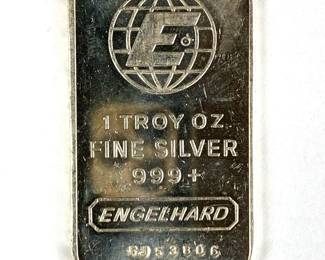 E
1 TROY OZ
FINE SILVER
999+
ENGELHARD